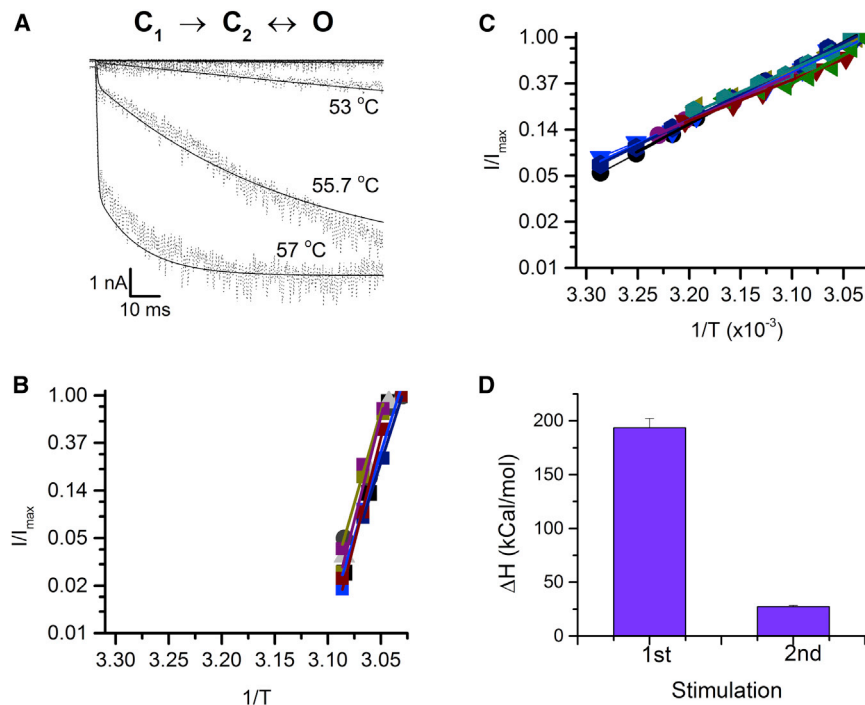 A
C₁ → C₂ ↔ O
53 °C
55.7 °C
57 °C
1 nA
10 ms
B
1.00
0.37
0.14
0.05
0.02
0.01
I/Imax
3.30 3.25 3.20 3.15 3.10 3.05
1/T
C
1.00
0.37
0.14
0.05
0.02
0.01
I/Imax
3.30 3.25 3.20 3.15 3.10 3.05
1/T (x10⁻³)
D
200
150
100
50
0
ΔH (kCal/mol)
1st 2nd
Stimulation